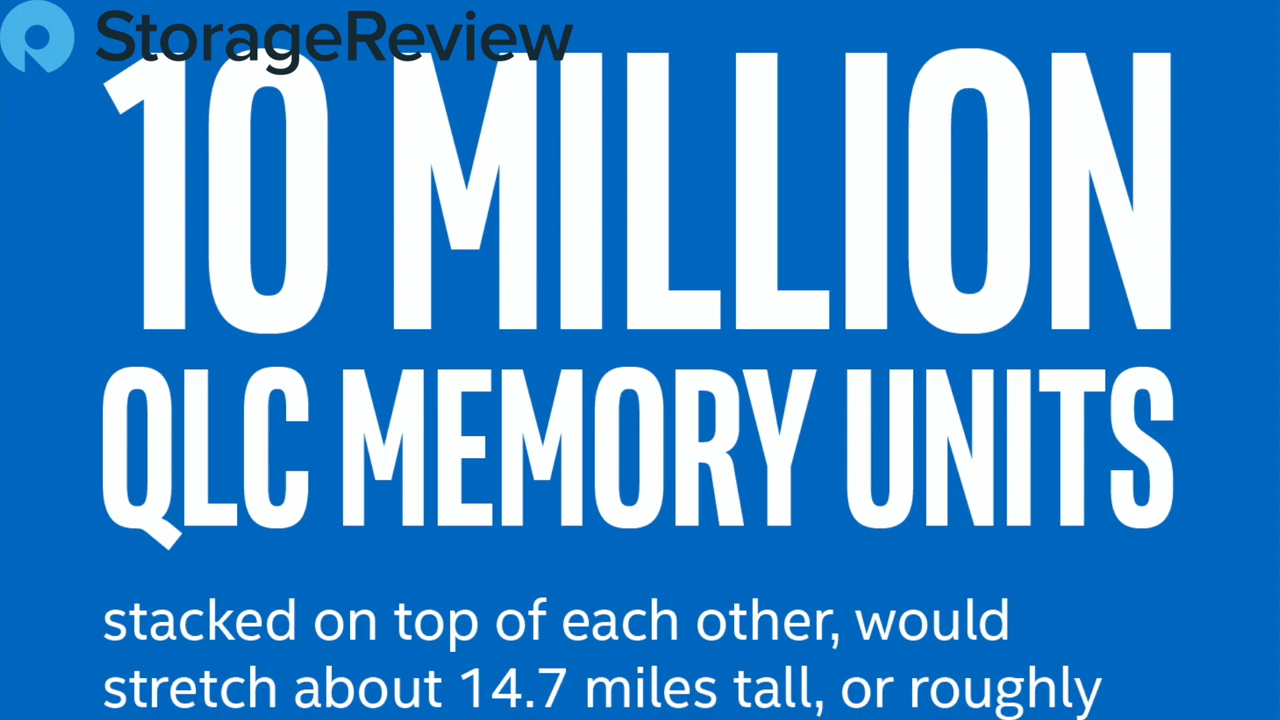 StorageReview
10 MILLION
QLC MEMORY UNITS
stacked on top of each other, would
stretch about 14.7 miles tall, or roughly